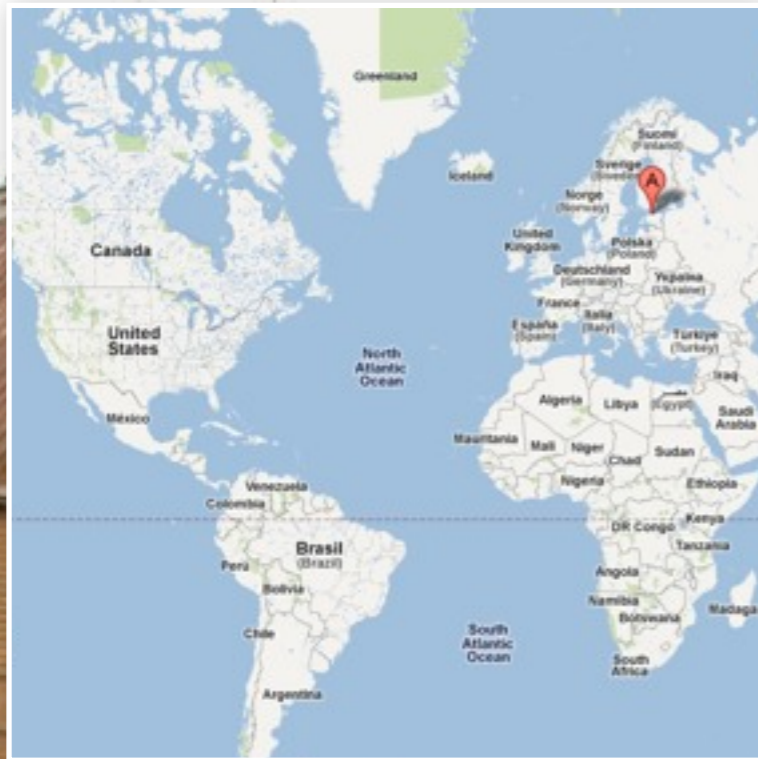 Greenland
Suomi
(Finland)
Sverige
(Sweden)
A
Iceland
Norge
(Norway)
United
Kingdom
Polska
(Poland)
Canada
Deutschland
(Germany)
Україна
(Ukraine)
France
United
States
España
(Spain)
Italia
(Italy)
Türkiye
(Turkey)
North
Atlantic
Ocean
Iraq
México
Algeria
Libya
(Egypt)
Saudi
Arabia
Mauritania
Mali
Niger
Chad
Sudan
Venezuela
Nigeria
Ethiopia
Colombia
DR Congo
Kenya
Brasil
(Brazil)
Tanzania
Perú
Angola
Bolivia
Namibia
Botswana
Madaga
Chile
South
Atlantic
Ocean
South
Africa
Argentina